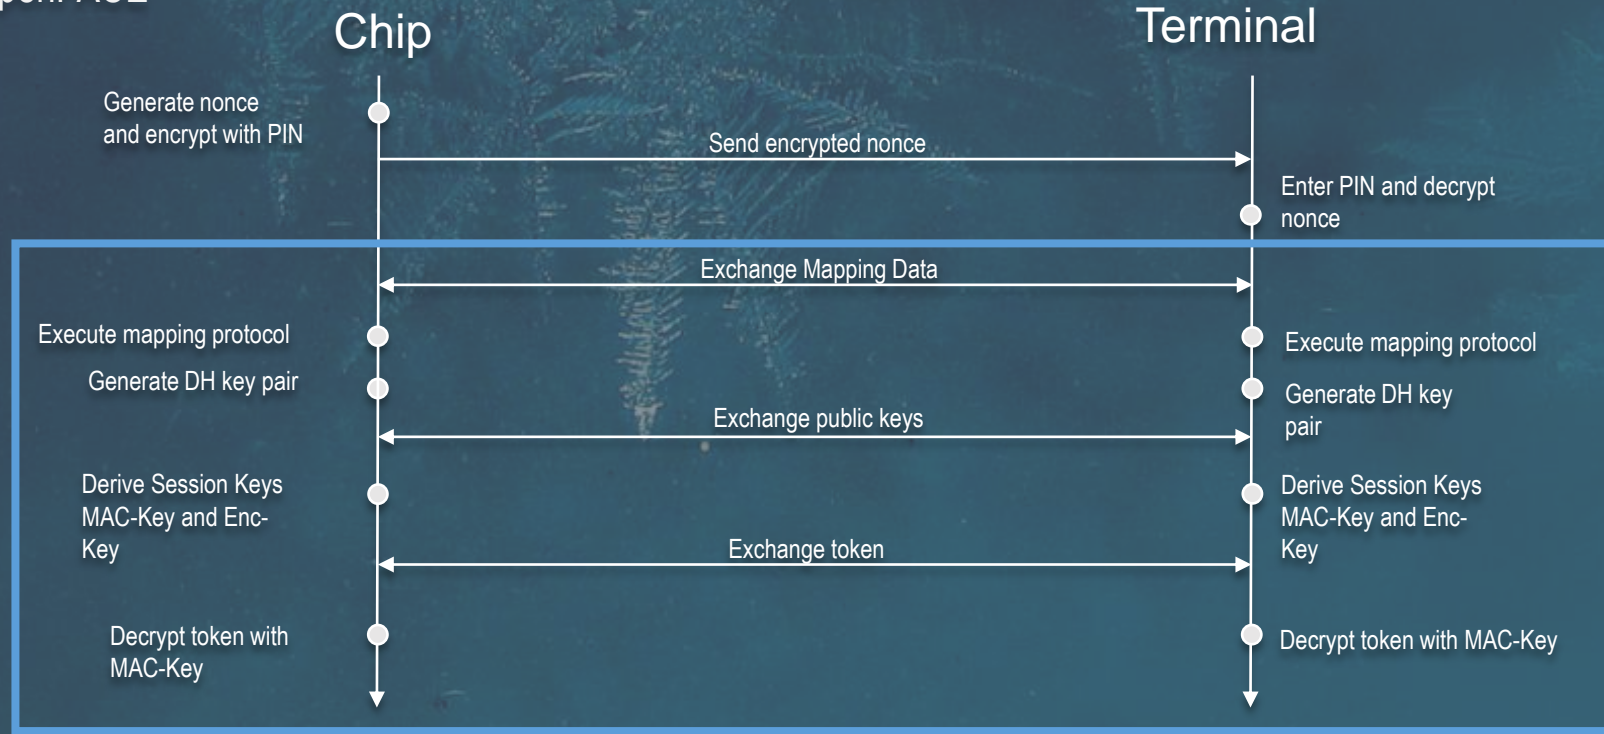 Chip
Terminal
Generate nonce
and encrypt with PIN
Send encrypted nonce
Enter PIN and decrypt
nonce
Exchange Mapping Data
Execute mapping protocol
Execute mapping protocol
Generate DH key pair
Generate DH key
pair
Exchange public keys
Derive Session Keys
MAC-Key and Enc-
Key
Derive Session Keys
MAC-Key and Enc-
Key
Exchange token
Decrypt token with
MAC-Key
Decrypt token with MAC-Key